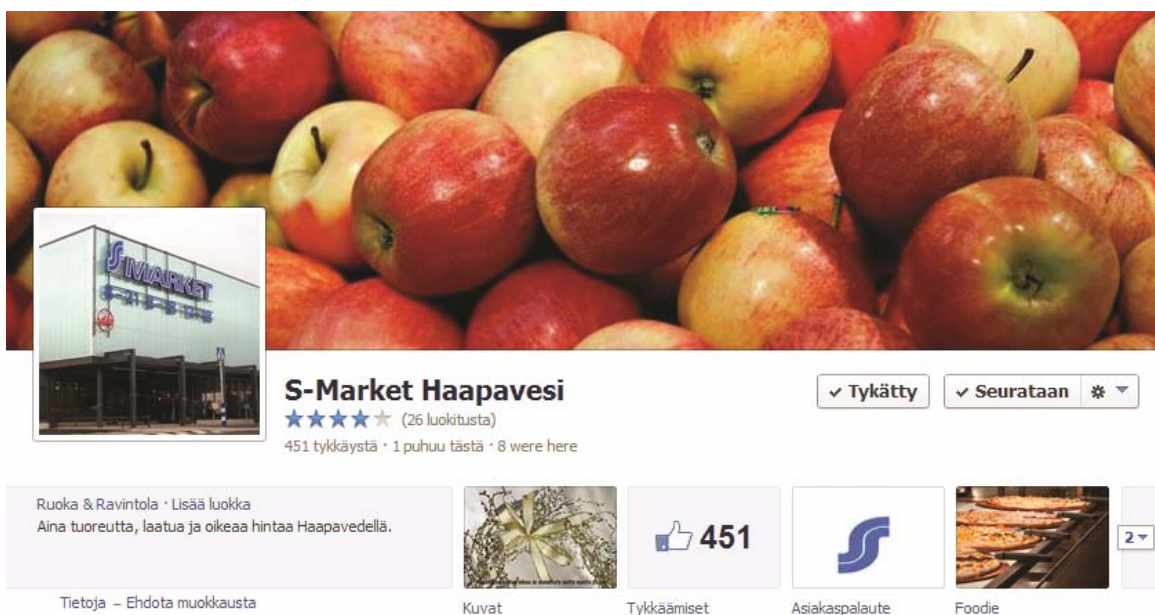 S MARKET
S-Market Haapavesi
(26 luokitusta)
451 tykkäystä · 1 puhuu tästä · 8 were here
✓ Tykätty
✓ Seurataan
Ruoka & Ravintola · Lisää luokka
Aina tuoreutta, laatua ja oikeaa hintaa Haapavedellä.
Tietoja – Ehdota muokkausta
451
2
Kuvat
Tykkäämiset
Asiakaspalaute
Foodie